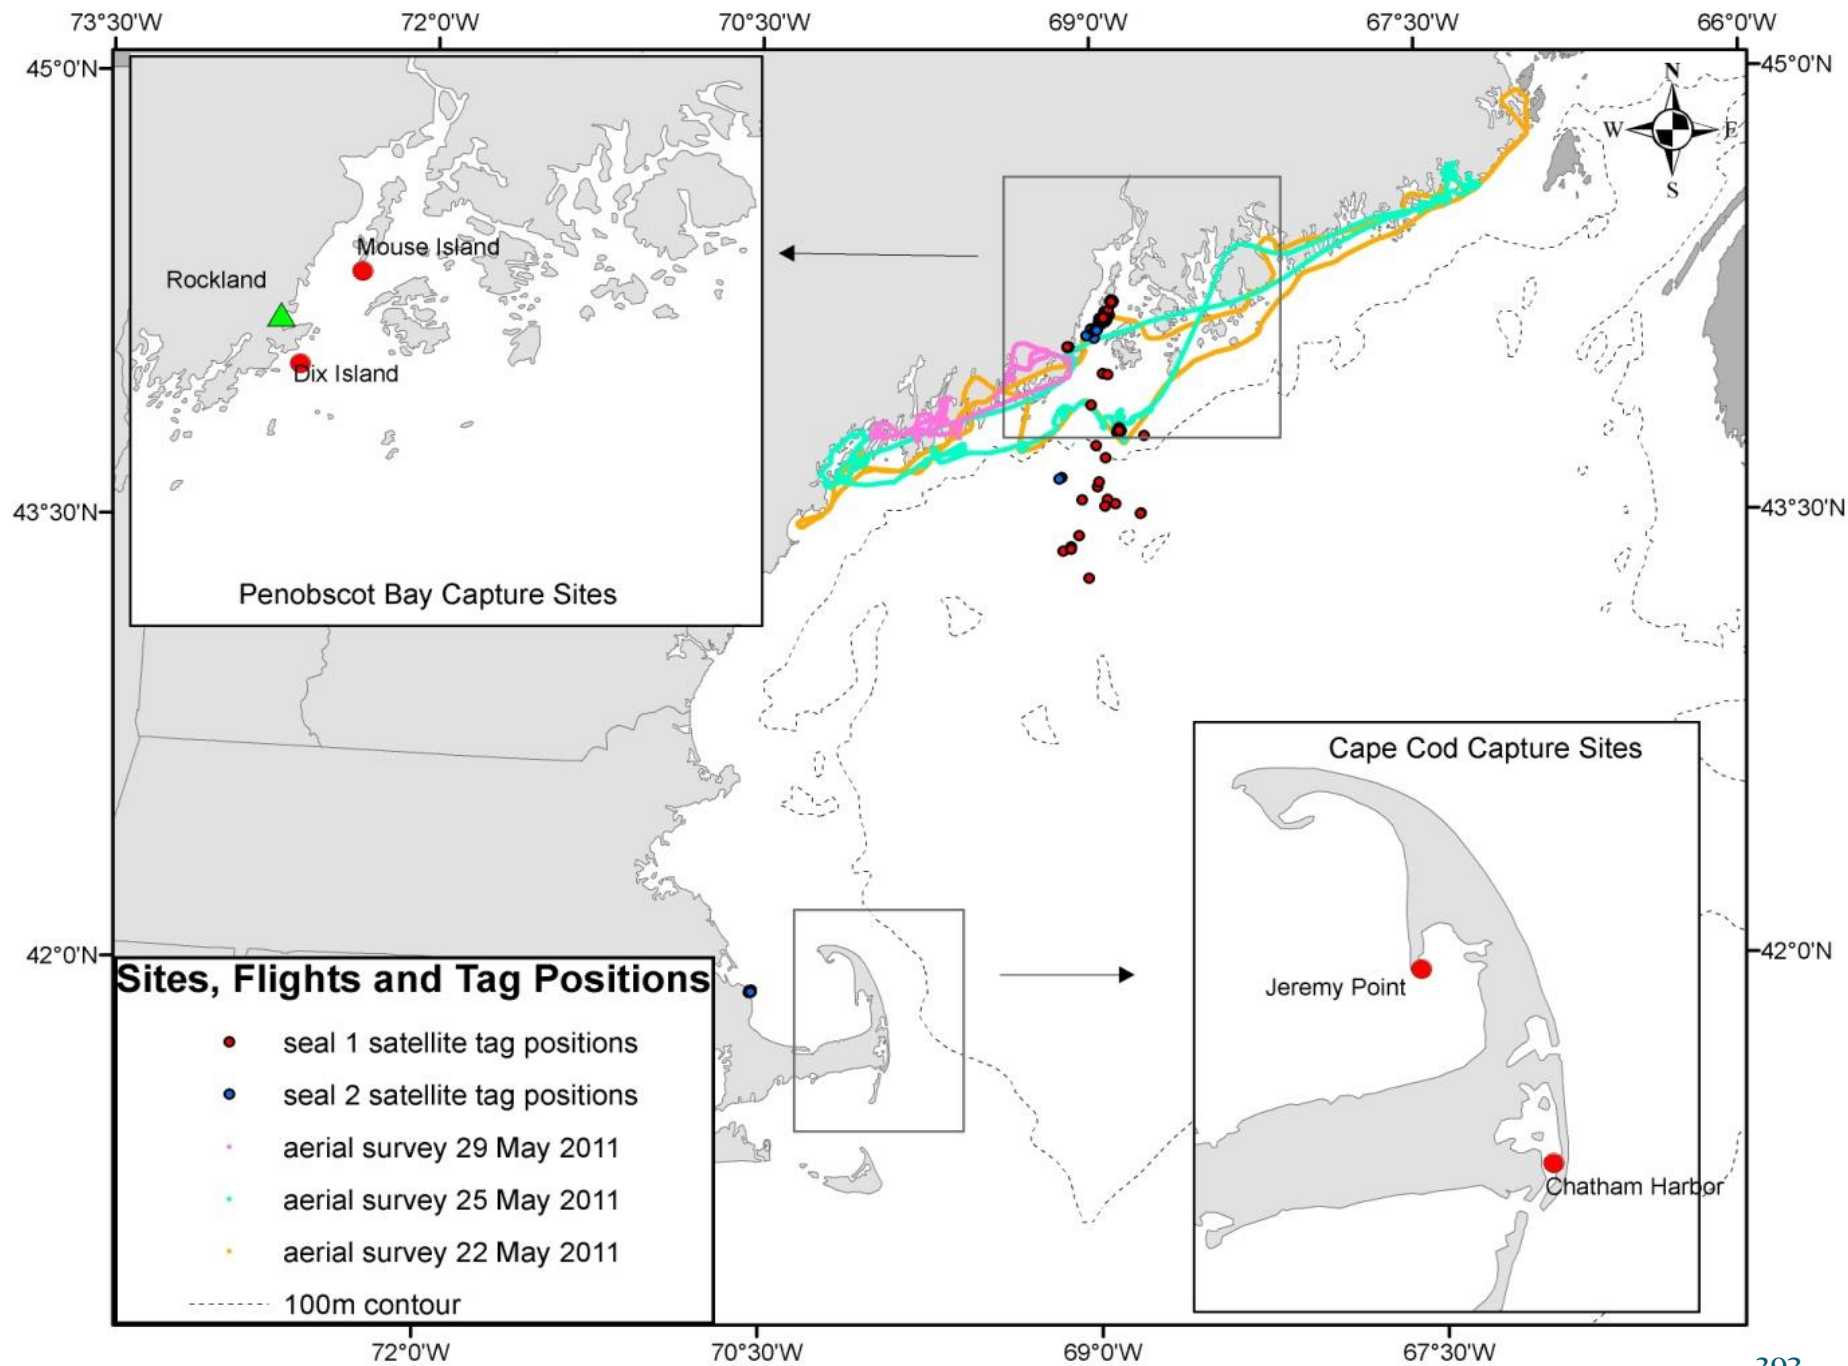 73°30'W 72°0'W 70°30'W 69°0'W 67°30'W 66°0'W
45°0'N 45°0'N
N
W E
S
Mouse Island
Rockland
Dix Island
43°30'N 43°30'N
Penobscot Bay Capture Sites
Cape Cod Capture Sites
42°0'N 42°0'N
Sites, Flights and Tag Positions
Jeremy Point
seal 1 satellite tag positions
seal 2 satellite tag positions
aerial survey 29 May 2011
Chatham Harbor
aerial survey 25 May 2011
aerial survey 22 May 2011
100m contour
72°0'W 70°30'W 69°0'W 67°30'W